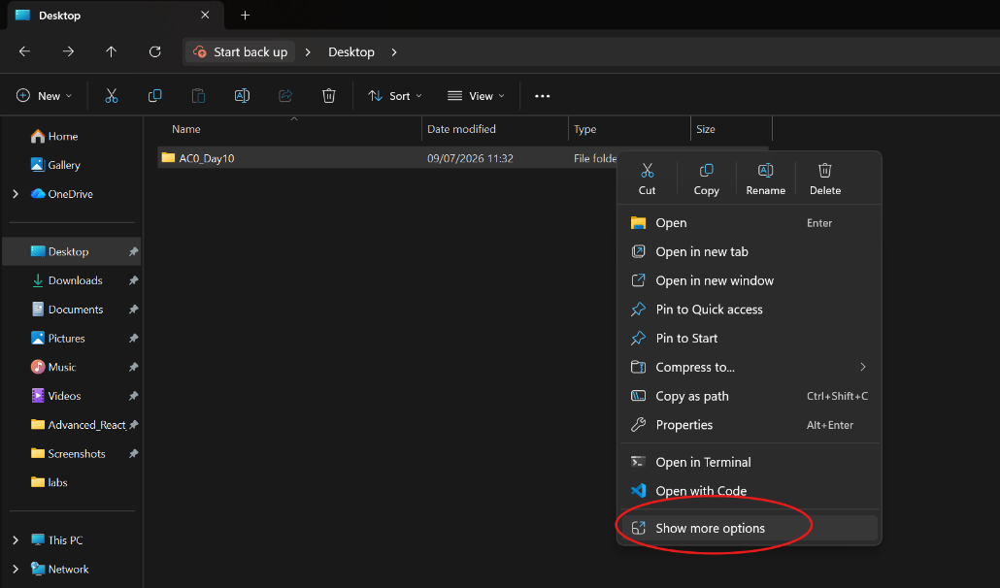 Desktop
Start back up > Desktop >
New Sort View
Name Date modified Type Size
AC0_Day10 09/07/2026 11:32 File folde
Home
Gallery
OneDrive
Desktop
Downloads
Documents
Pictures
Music
Videos
Advanced_React
Screenshots
labs
This PC
Network
Cut Copy Rename Delete
Open Enter
Open in new tab
Open in new window
Pin to Quick access
Pin to Start
Compress to...
Copy as path Ctrl+Shift+C
Properties Alt+Enter
Open in Terminal
Open with Code
Show more options